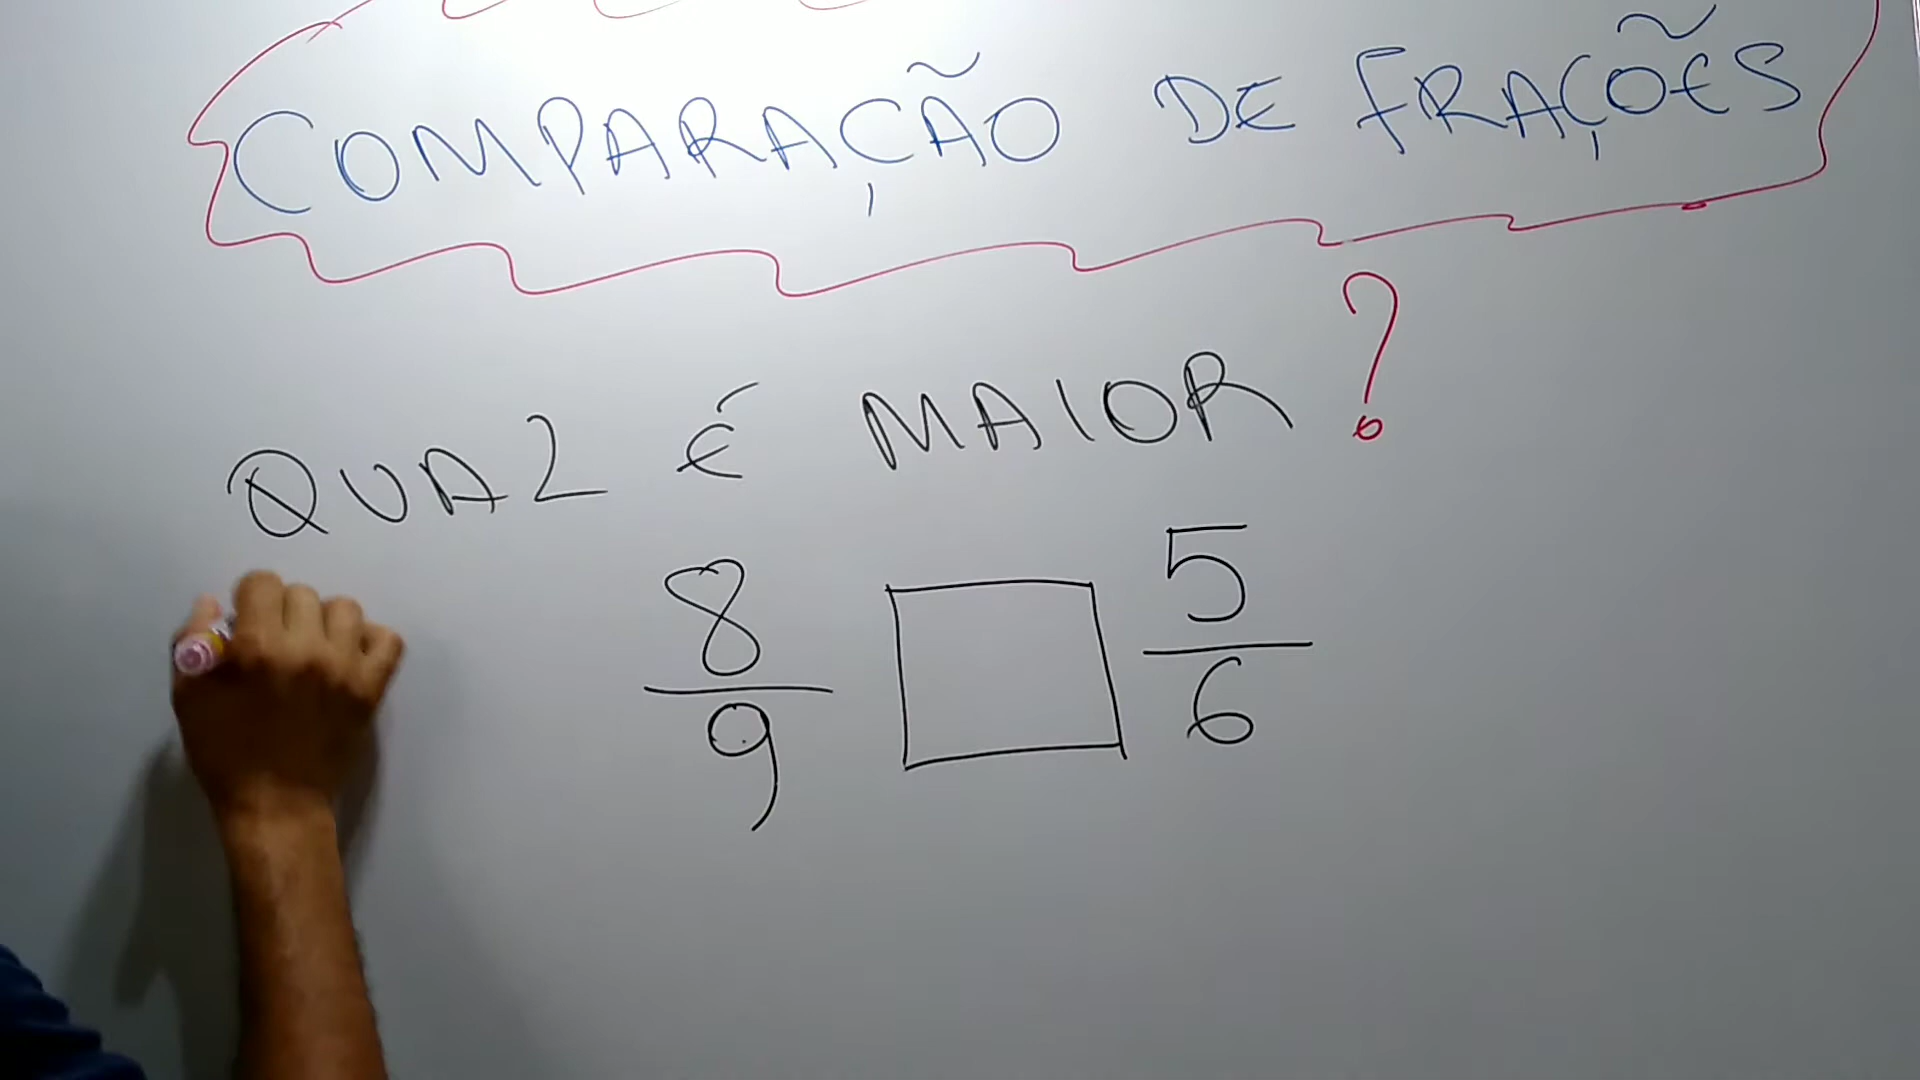 COMPARAÇÃO DE FRAÇÕES
QUAL É MAIOR?
8/9 □ 5/6